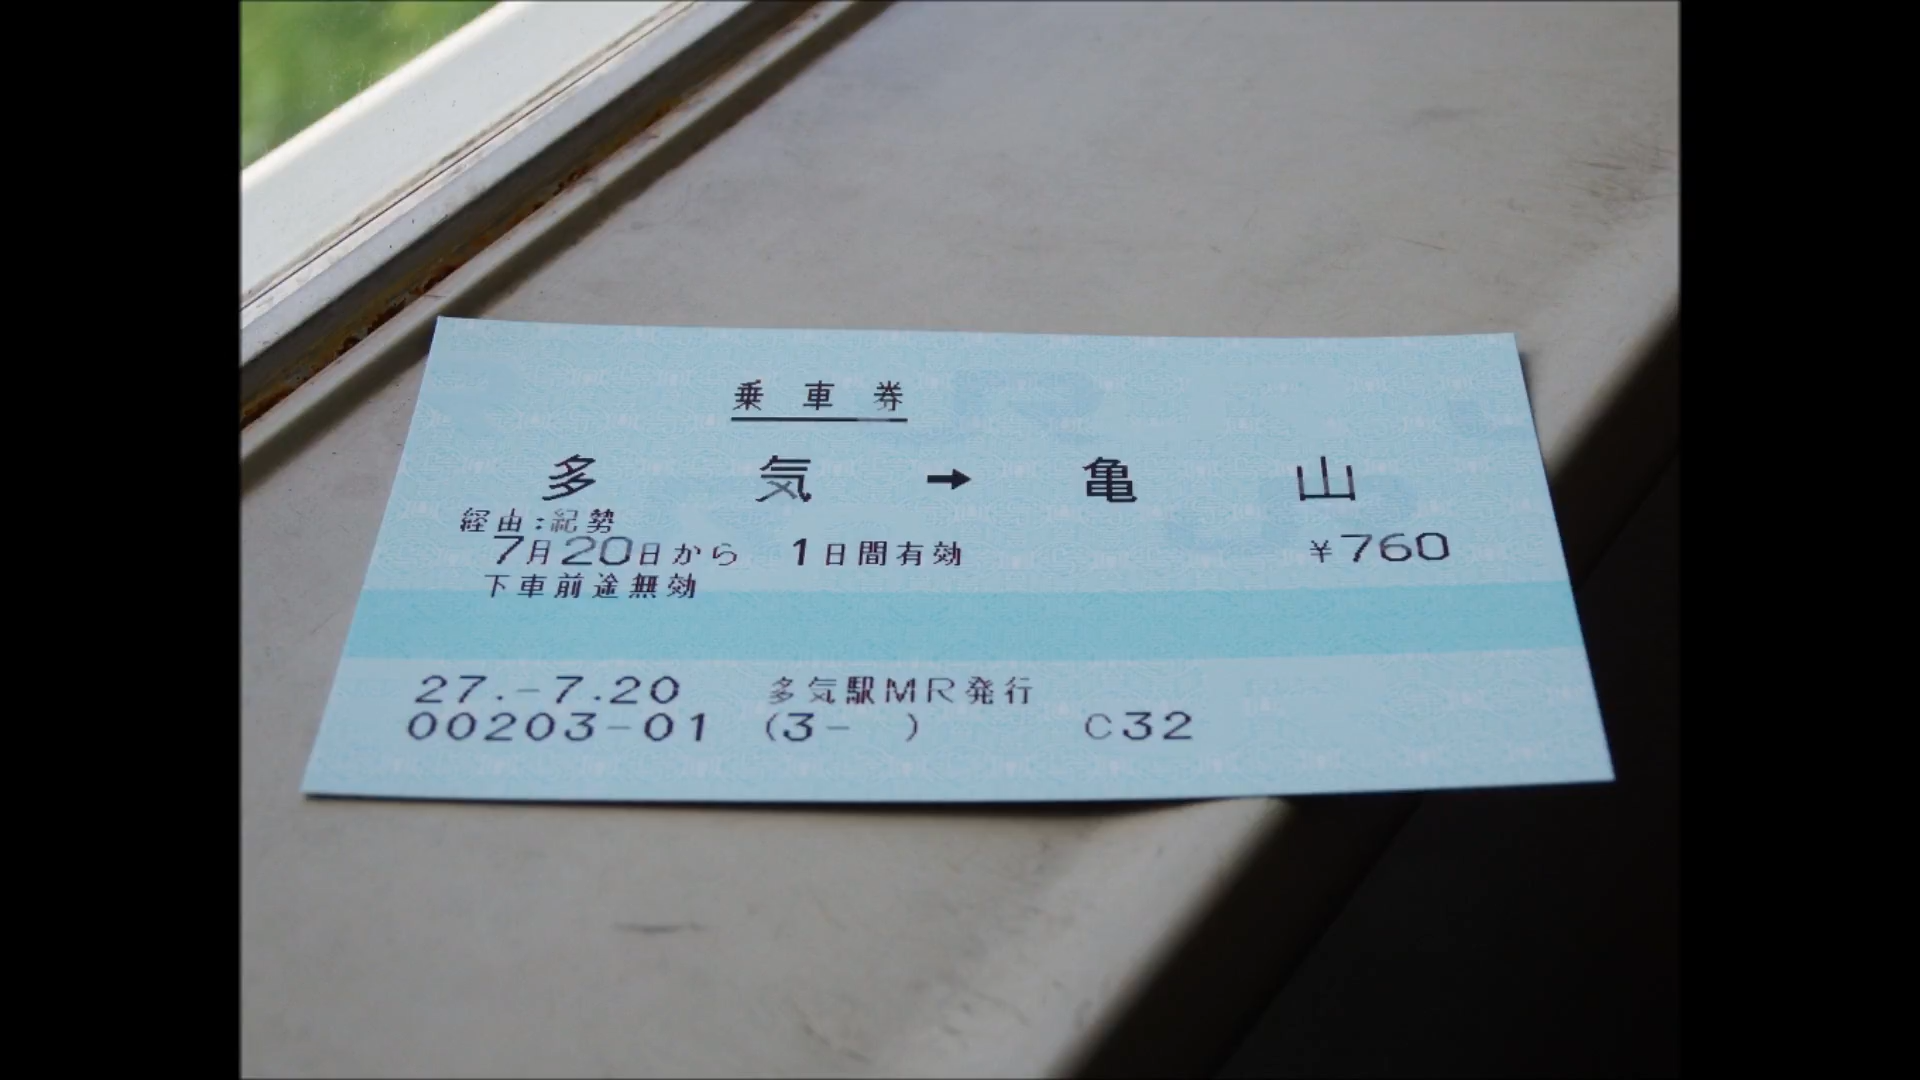 乗車券
多気→亀山
経由:紀勢
7月20日から 1日間有効 ¥760
下車前途無効
27.-7.20 多気駅MR発行
00203-01 (3- ) C32